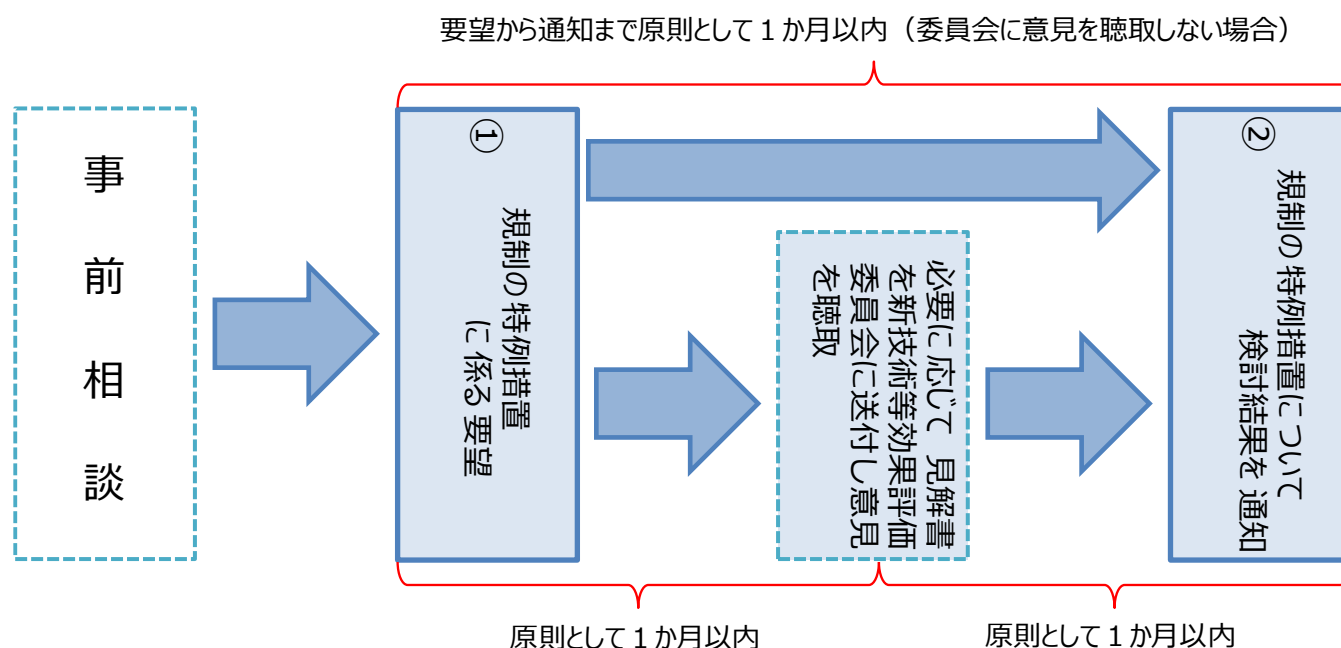 要望から通知まで原則として１か月以内（委員会に意見を聴取しない場合）
事前相談
①
規制の特例措置
に係る要望
必要に応じて 見解書
を新技術等効果評価
委員会に送付し意見
を聴取
②
規制の特例措置について
検討結果を通知
原則として１か月以内
原則として１か月以内